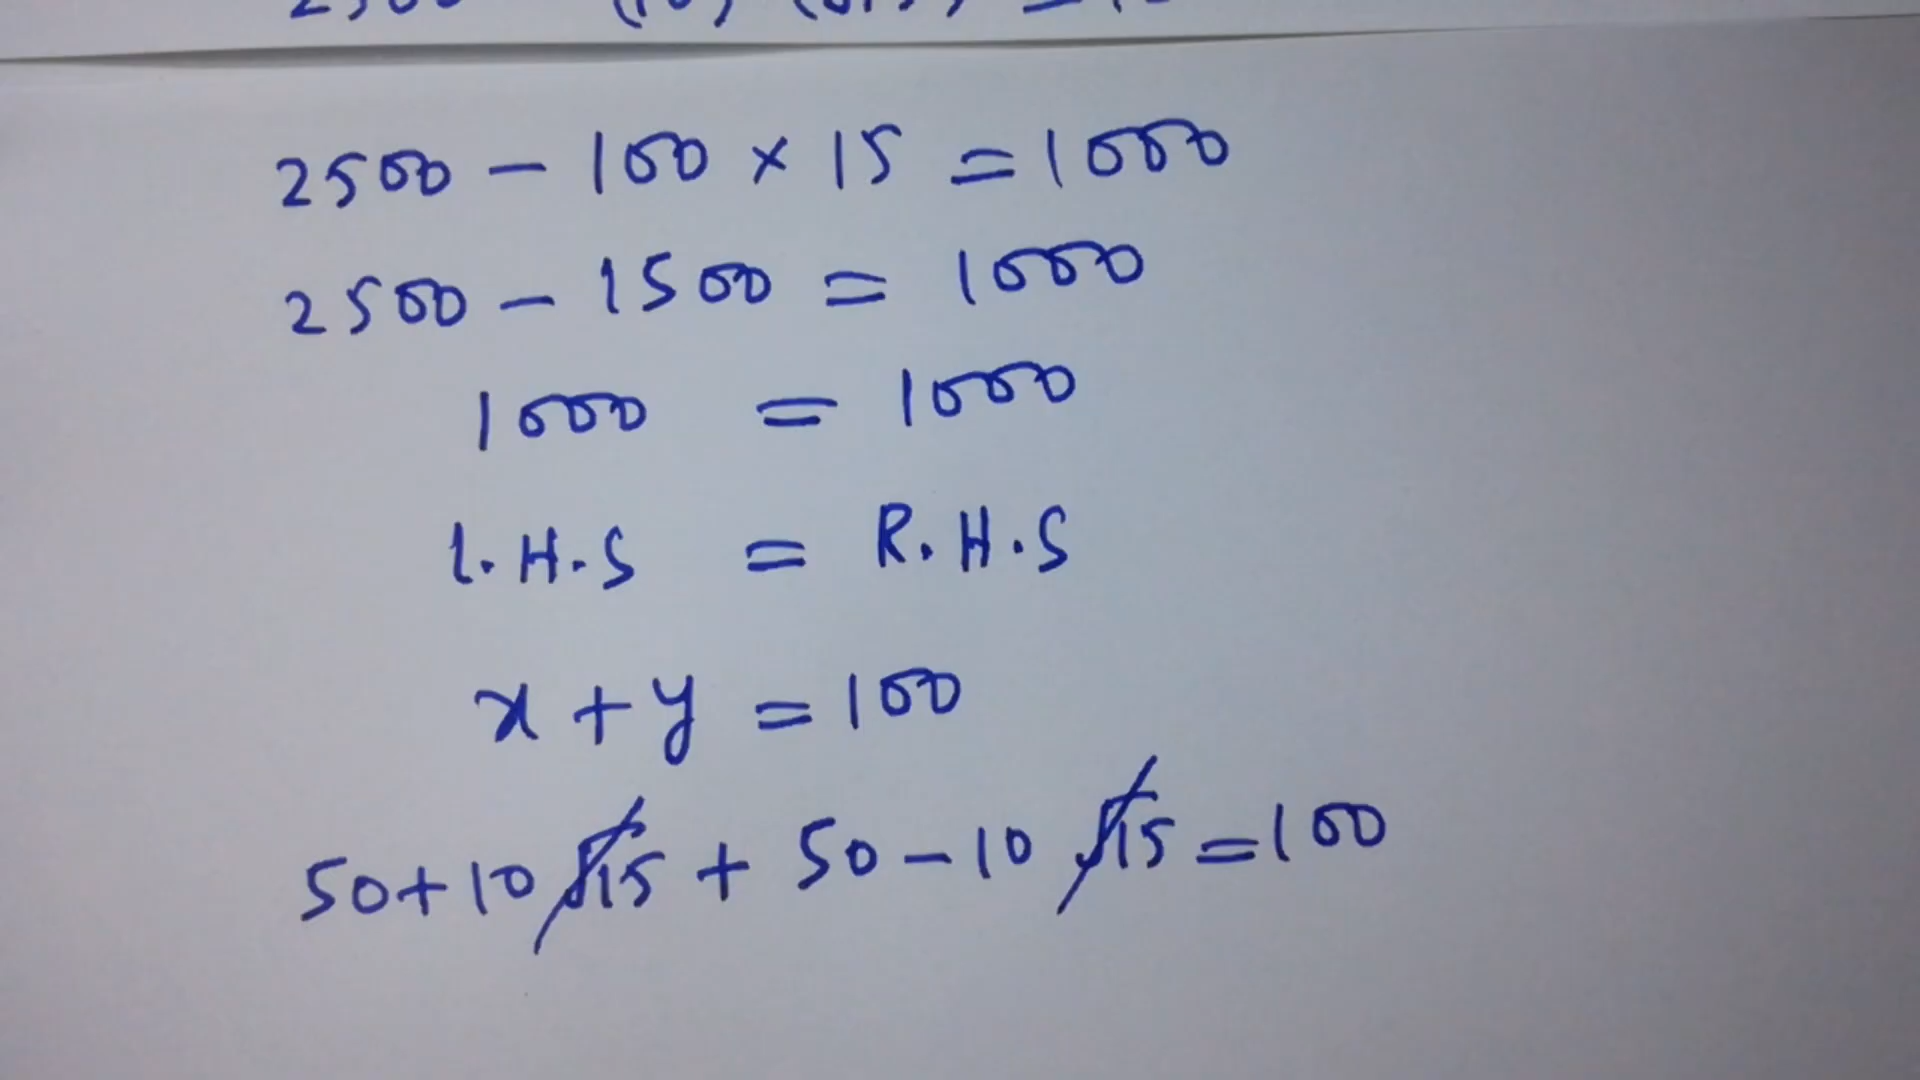 2500 - 100 × 15 = 1000
2500 - 1500 = 1000
1000 = 1000
L.H.S = R.H.S
x + y = 100
50 + 10 √15 + 50 - 10 √15 = 100